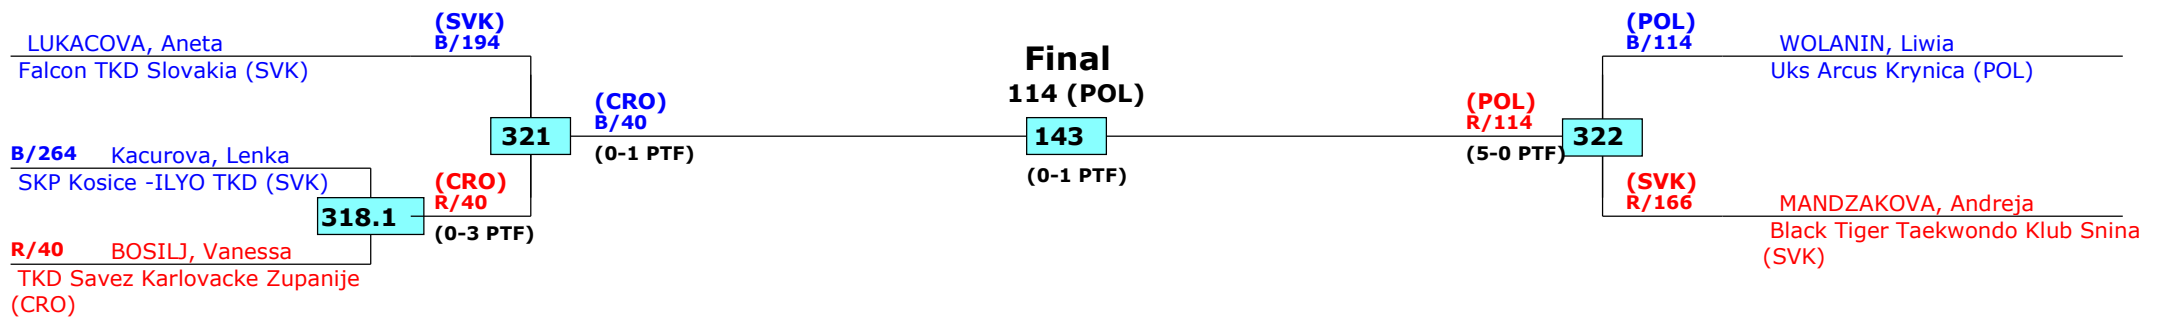 (SVK)
B/194
LUKACOVA, Aneta
Falcon TKD Slovakia (SVK)
B/264 Kacurova, Lenka
SKP Kosice -ILYO TKD (SVK)
318.1
R/40 BOSILJ, Vanessa
TKD Savez Karlovacke Zupanije
(CRO)
(CRO)
R/40
(0-3 PTF)
321
(CRO)
B/40
(0-1 PTF)
Final
114 (POL)
143
(0-1 PTF)
(POL)
R/114
(5-0 PTF)
322
(POL)
B/114
WOLANIN, Liwia
Uks Arcus Krynica (POL)
(SVK)
R/166
MANDZAKOVA, Andreja
Black Tiger Taekwondo Klub Snina
(SVK)